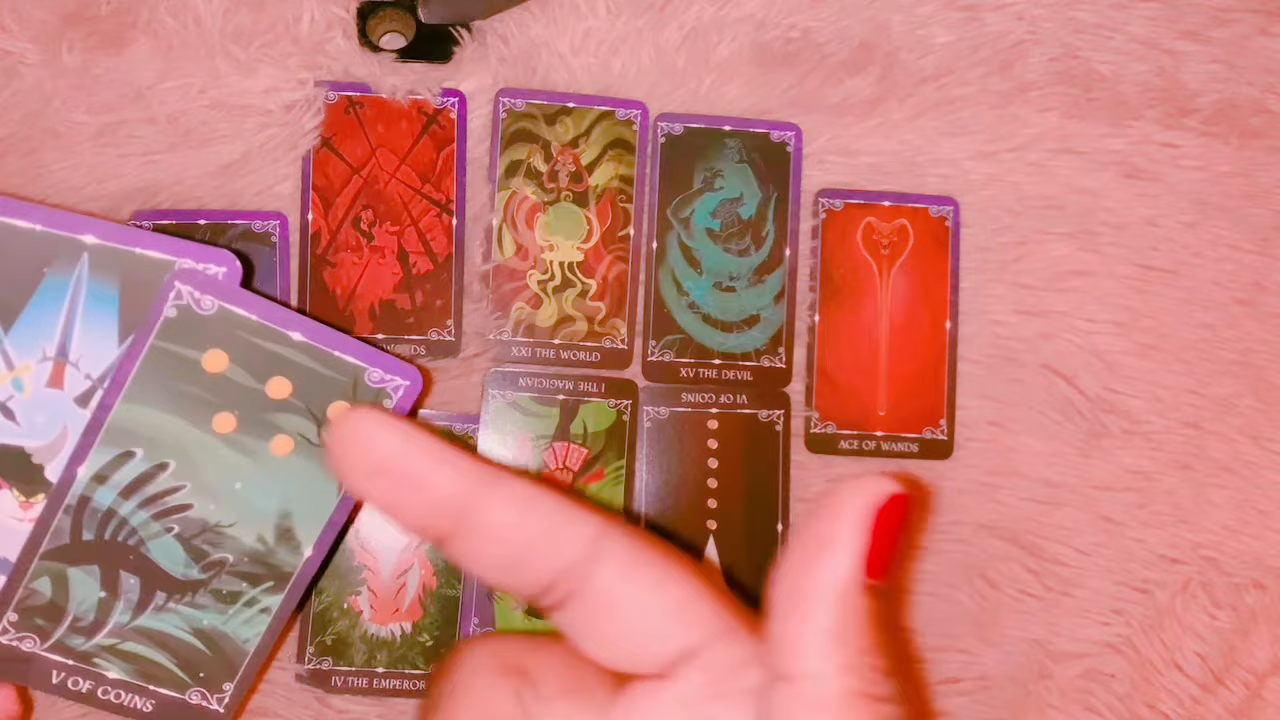 WORDS
XXI THE WORLD
XV THE DEVIL
ACE OF WANDS
I THE MAGICIAN
VI OF COINS
V OF COINS
IV THE EMPEROR